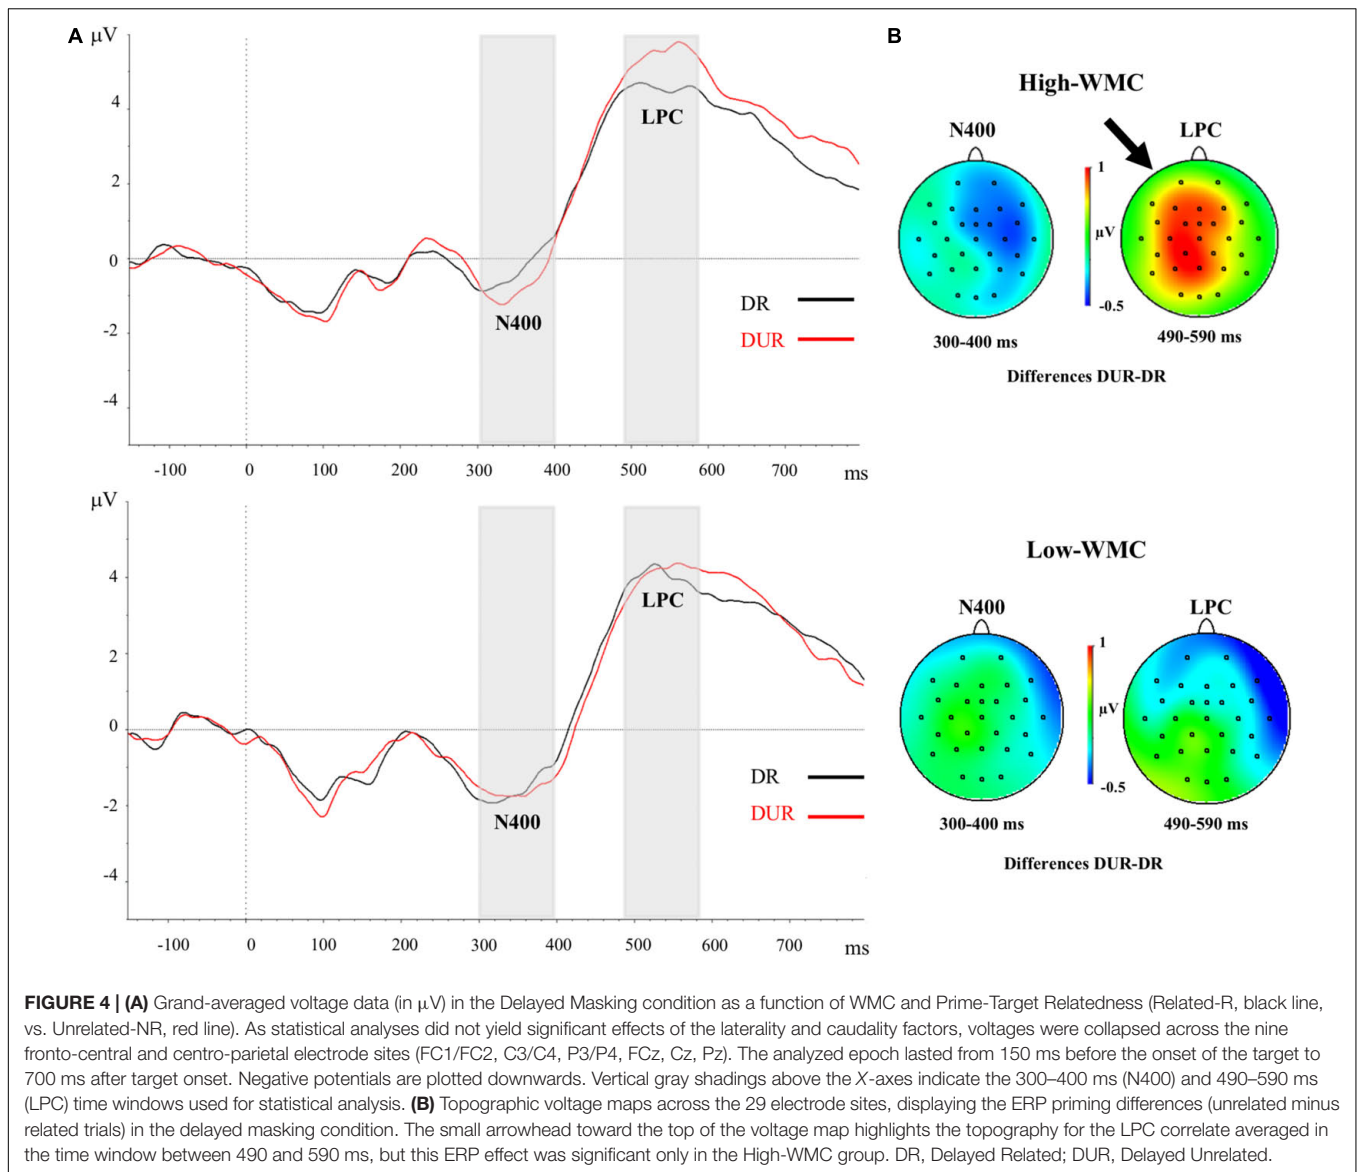 A
µV
4
2
0
-2
-4
N400
LPC
DR
DUR
-100 0 100 200 300 400 500 600 700 ms
B
High-WMC
N400
LPC
1
µV
-0.5
300-400 ms
490-590 ms
Differences DUR-DR
µV
4
2
0
-2
-4
N400
LPC
DR
DUR
-100 0 100 200 300 400 500 600 700 ms
Low-WMC
N400
LPC
1
µV
-0.5
300-400 ms
490-590 ms
Differences DUR-DR
FIGURE 4 | (A) Grand-averaged voltage data (in µV) in the Delayed Masking condition as a function of WMC and Prime-Target Relatedness (Related-R, black line,
vs. Unrelated-NR, red line). As statistical analyses did not yield significant effects of the laterality and caudality factors, voltages were collapsed across the nine
fronto-central and centro-parietal electrode sites (FC1/FC2, C3/C4, P3/P4, FCz, Cz, Pz). The analyzed epoch lasted from 150 ms before the onset of the target to
700 ms after target onset. Negative potentials are plotted downwards. Vertical gray shadings above the X-axes indicate the 300–400 ms (N400) and 490–590 ms
(LPC) time windows used for statistical analysis. (B) Topographic voltage maps across the 29 electrode sites, displaying the ERP priming differences (unrelated minus
related trials) in the delayed masking condition. The small arrowhead toward the top of the voltage map highlights the topography for the LPC correlate averaged in
the time window between 490 and 590 ms, but this ERP effect was significant only in the High-WMC group. DR, Delayed Related; DUR, Delayed Unrelated.